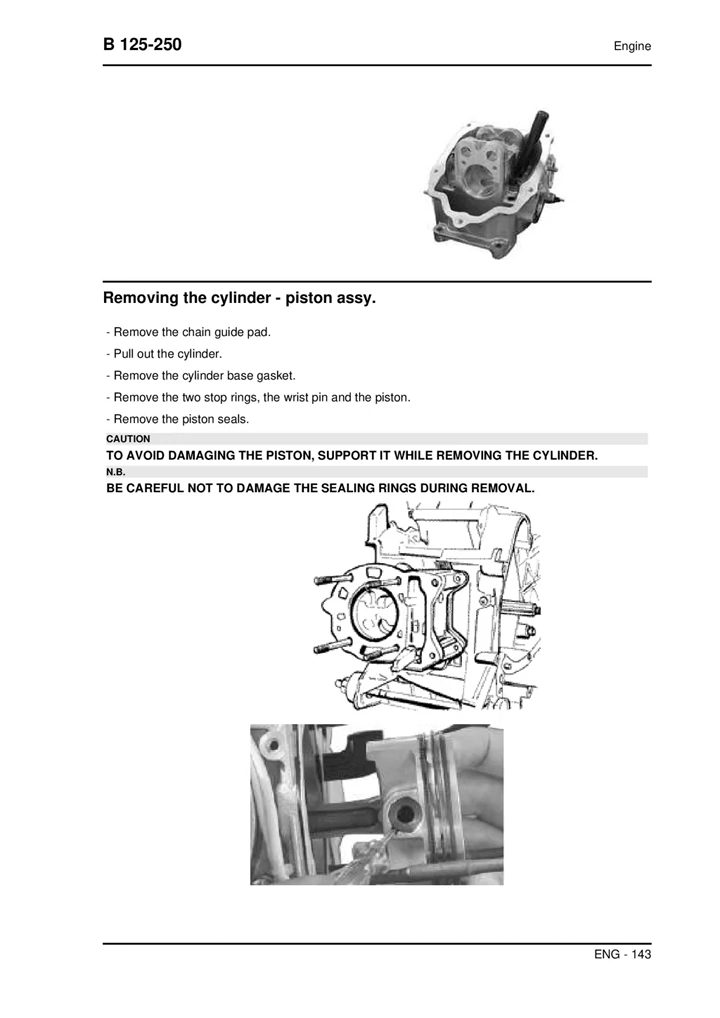 B 125-250
Engine
Removing the cylinder - piston assy.
- Remove the chain guide pad.
- Pull out the cylinder.
- Remove the cylinder base gasket.
- Remove the two stop rings, the wrist pin and the piston.
- Remove the piston seals.
CAUTION
TO AVOID DAMAGING THE PISTON, SUPPORT IT WHILE REMOVING THE CYLINDER.
N.B.
BE CAREFUL NOT TO DAMAGE THE SEALING RINGS DURING REMOVAL.
ENG - 143